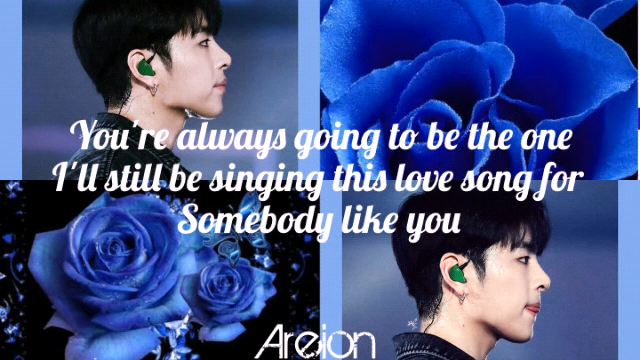 You're always going to be the one
I'll still be singing this love song for
Somebody like you
Areion